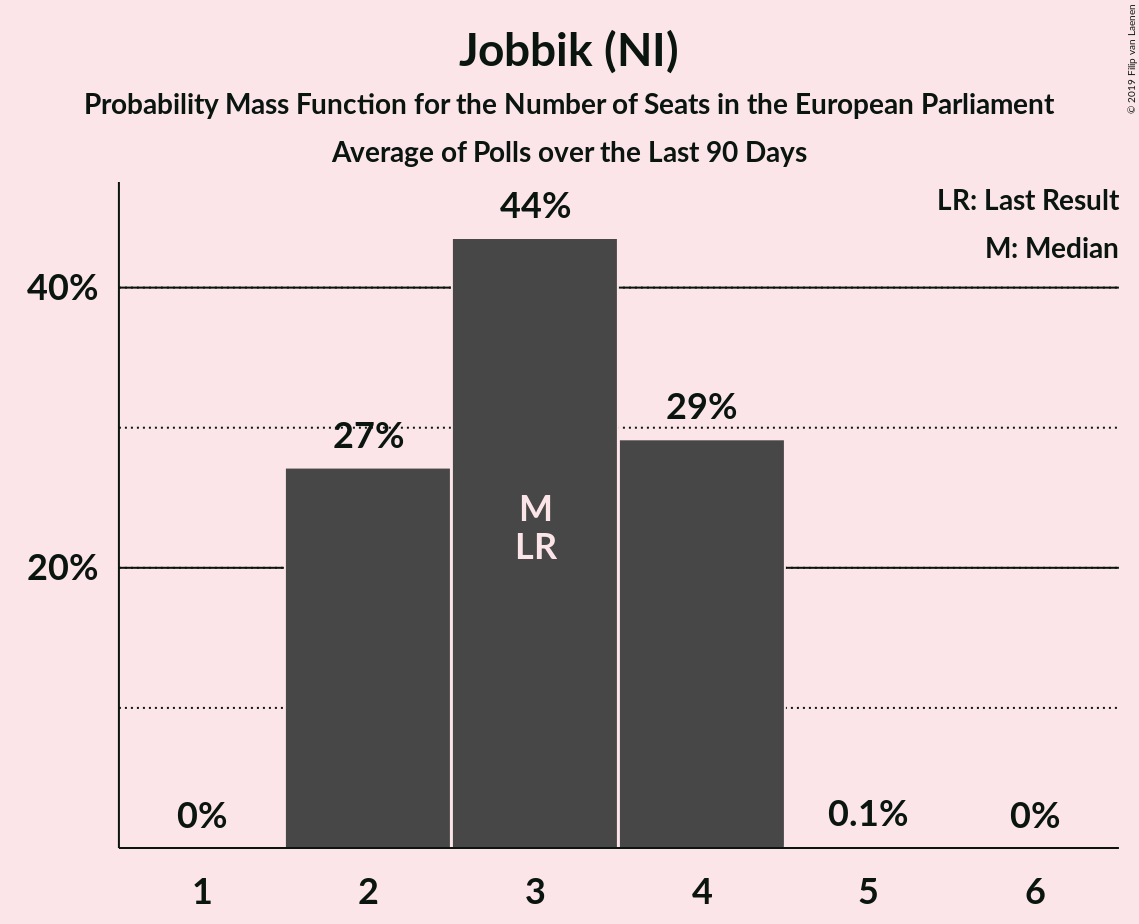 Jobbik (NI)
Probability Mass Function for the Number of Seats in the European Parliament
Average of Polls over the Last 90 Days
© 2019 Filip van Laenen
LR: Last Result
M: Median
44%
40%
29%
27%
M
LR
20%
0%
0.1%
0%
1
2
3
4
5
6